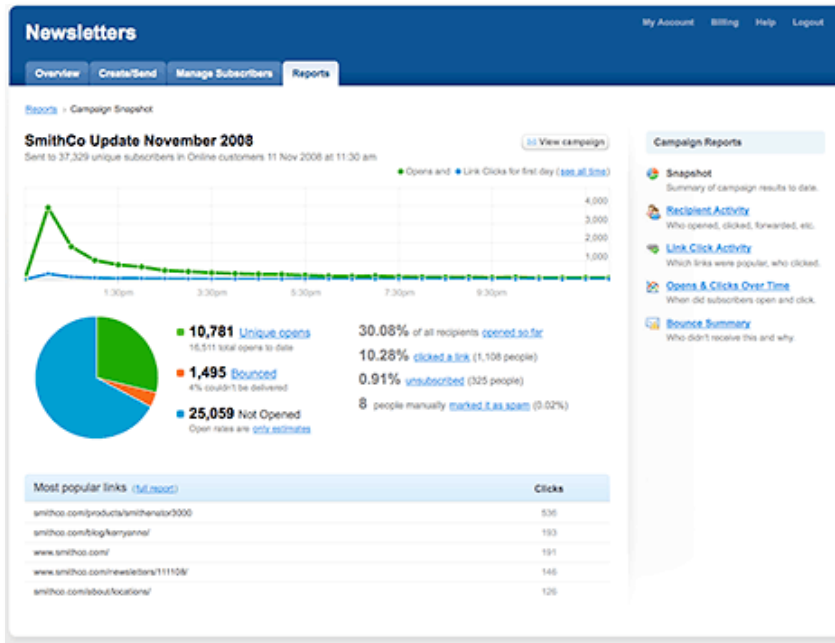 Newsletters
My Account Billing Help Logout
Overview Create/Send Manage Subscribers Reports
Reports > Campaign Snapshot
SmithCo Update November 2008
View campaign
Sent to 37,329 unique subscribers in Online customers 11 Nov 2008 at 11:30 am
Opens and Link Clicks for first day (see all time)
4,000
3,000
2,000
1,000
1:30pm 3:30pm 5:30pm 7:30pm 9:30pm
10,781 Unique opens
16,511 total opens to date
1,495 Bounced
4% couldn't be delivered
25,059 Not Opened
Open rates are only estimates
30.08% of all recipients opened so far
10.28% clicked a link (1,108 people)
0.91% unsubscribed (325 people)
8 people manually marked it as spam (0.02%)
Most popular links (full report) Clicks
smithco.com/products/smithenator3000 536
smithco.com/blog/kerryanne/ 193
www.smithco.com/ 191
www.smithco.com/newsletters/111108/ 146
smithco.com/about/locations/ 126
Campaign Reports
Snapshot
Summary of campaign results to date.
Recipient Activity
Who opened, clicked, forwarded, etc.
Link Click Activity
Which links were popular, who clicked.
Opens & Clicks Over Time
When did subscribers open and click.
Bounce Summary
Who didn't receive this and why.